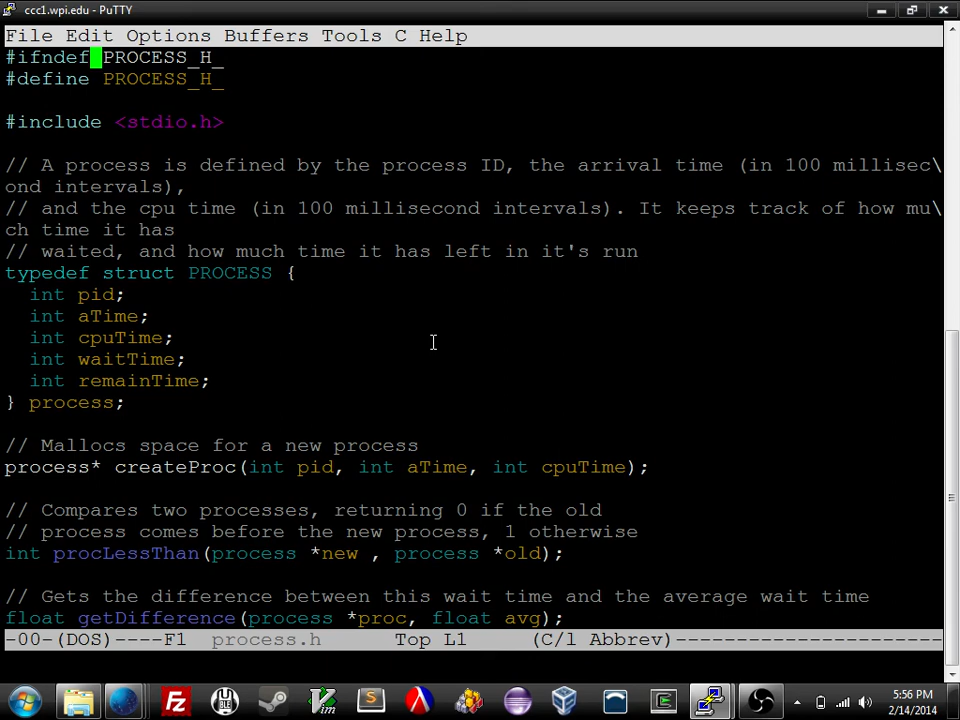 ccc1.wpi.edu - PuTTY
File Edit Options Buffers Tools C Help
#ifndef PROCESS_H_
#define PROCESS_H_
#include <stdio.h>
// A process is defined by the process ID, the arrival time (in 100 millisec\
ond intervals),
// and the cpu time (in 100 millisecond intervals). It keeps track of how mu\
ch time it has
// waited, and how much time it has left in it's run
typedef struct PROCESS {
  int pid;
  int aTime;
  int cpuTime;
  int waitTime;
  int remainTime;
} process;
// Mallocs space for a new process
process* createProc(int pid, int aTime, int cpuTime);
// Compares two processes, returning 0 if the old
// process comes before the new process, 1 otherwise
int procLessThan(process *new , process *old);
// Gets the difference between this wait time and the average wait time
float getDifference(process *proc, float avg);
-00-(DOS)----F1  process.h      Top L1     (C/l Abbrev)----------------------
5:56 PM
2/14/2014